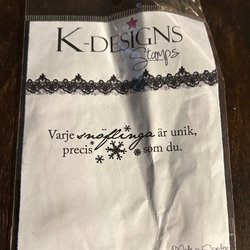 K-DESIGNS
Stamps
Varje snöflinga är unik,
precis som du.